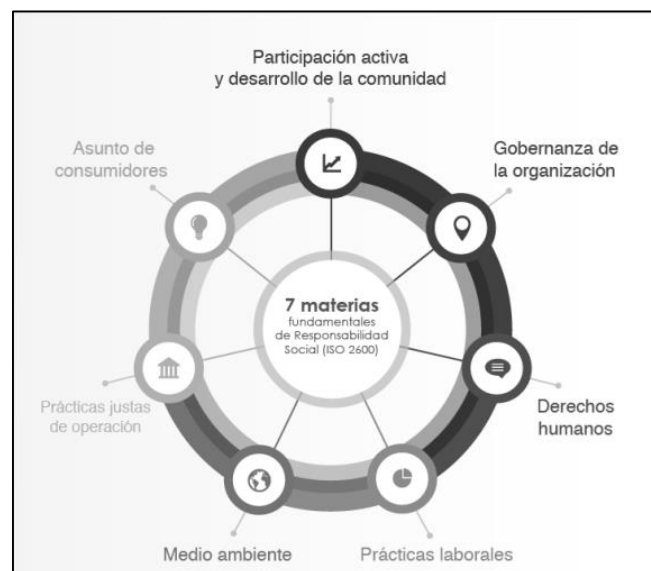 Participación activa
y desarrollo de la comunidad
Asunto de
consumidores
Gobernanza de
la organización
7 materias
fundamentales
de Responsabilidad
Social (ISO 2600)
Prácticas justas
de operación
Derechos
humanos
Medio ambiente
Prácticas laborales